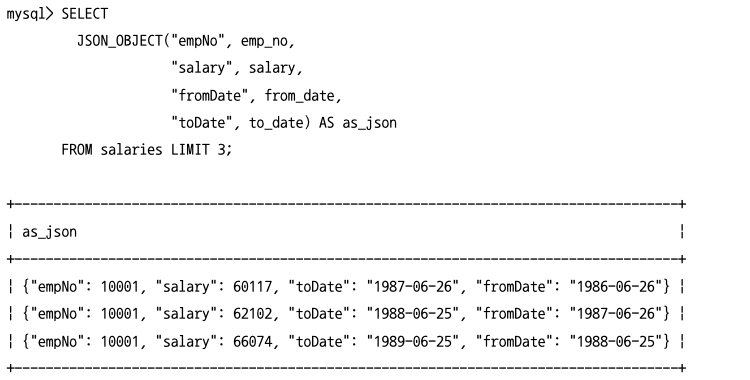 mysql> SELECT
         JSON_OBJECT("empNo", emp_no,
                     "salary", salary,
                     "fromDate", from_date,
                     "toDate", to_date) AS as_json
       FROM salaries LIMIT 3;

+-------------------------------------------------------------------------------------+
| as_json                                                                             |
+-------------------------------------------------------------------------------------+
| {"empNo": 10001, "salary": 60117, "toDate": "1987-06-26", "fromDate": "1986-06-26"} |
| {"empNo": 10001, "salary": 62102, "toDate": "1988-06-25", "fromDate": "1987-06-26"} |
| {"empNo": 10001, "salary": 66074, "toDate": "1989-06-25", "fromDate": "1988-06-25"} |
+-------------------------------------------------------------------------------------+